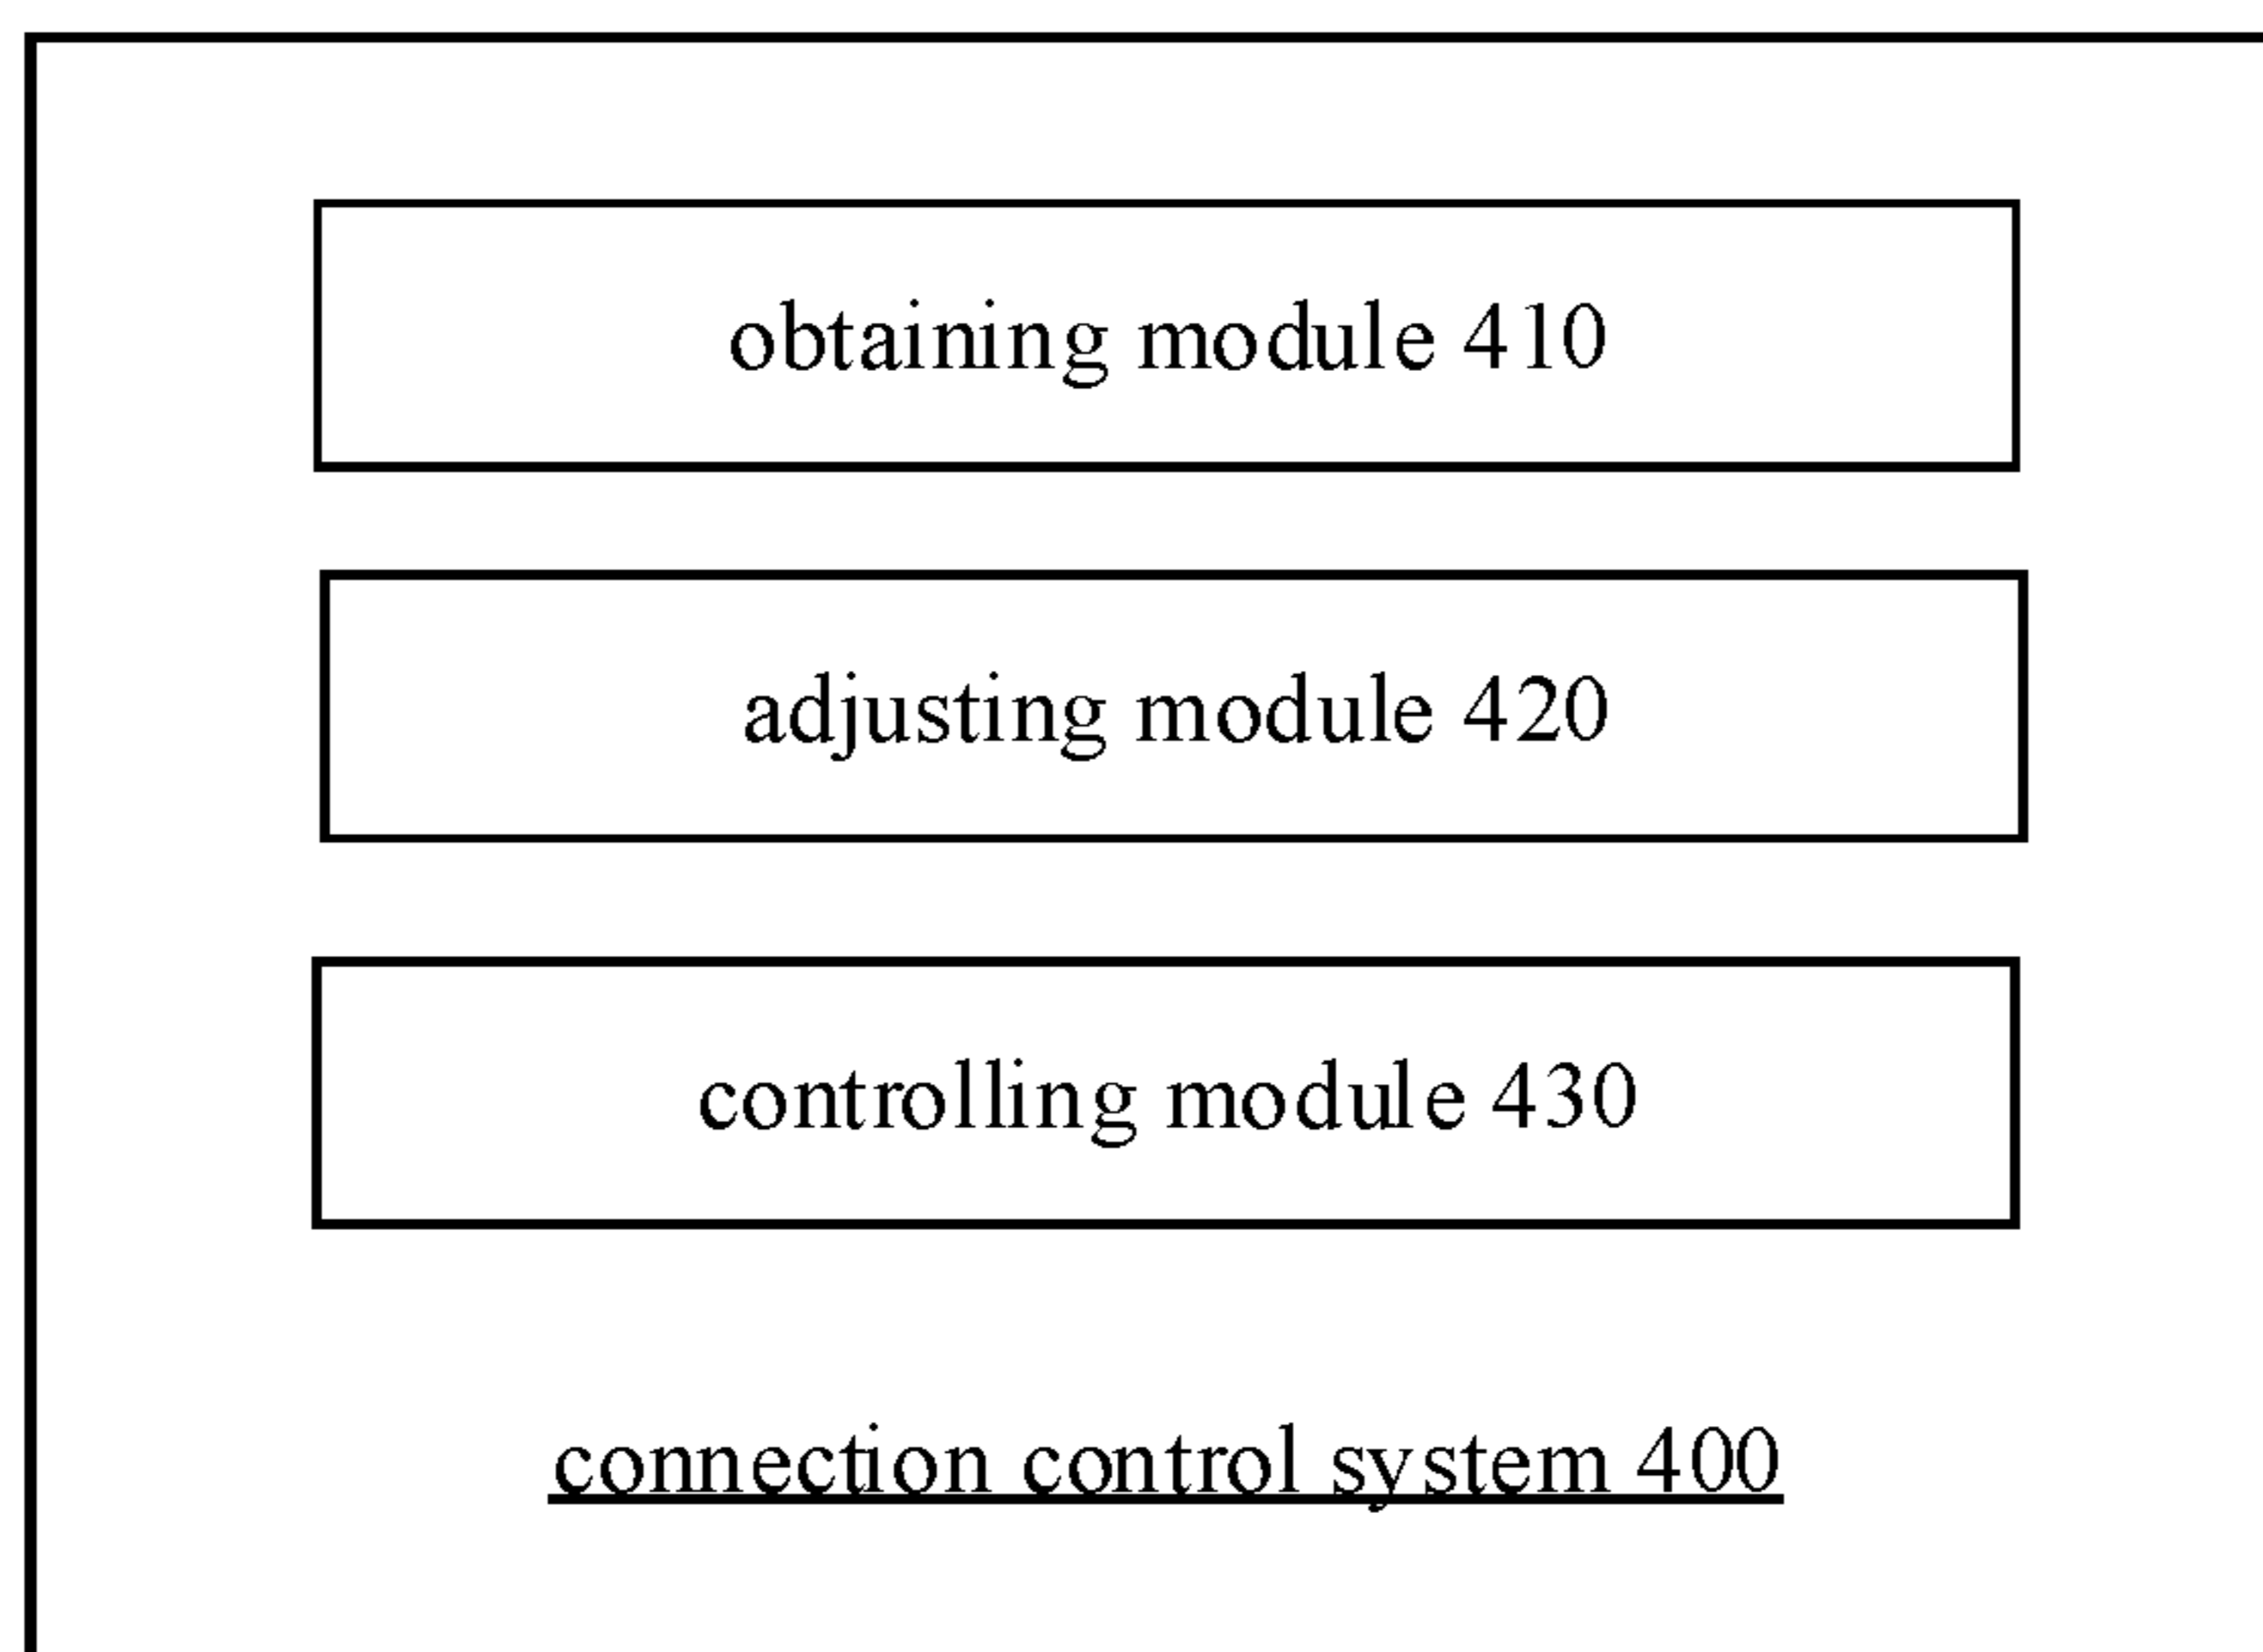 obtaining module 410
adjusting module 420
controlling module 430
connection control system 400